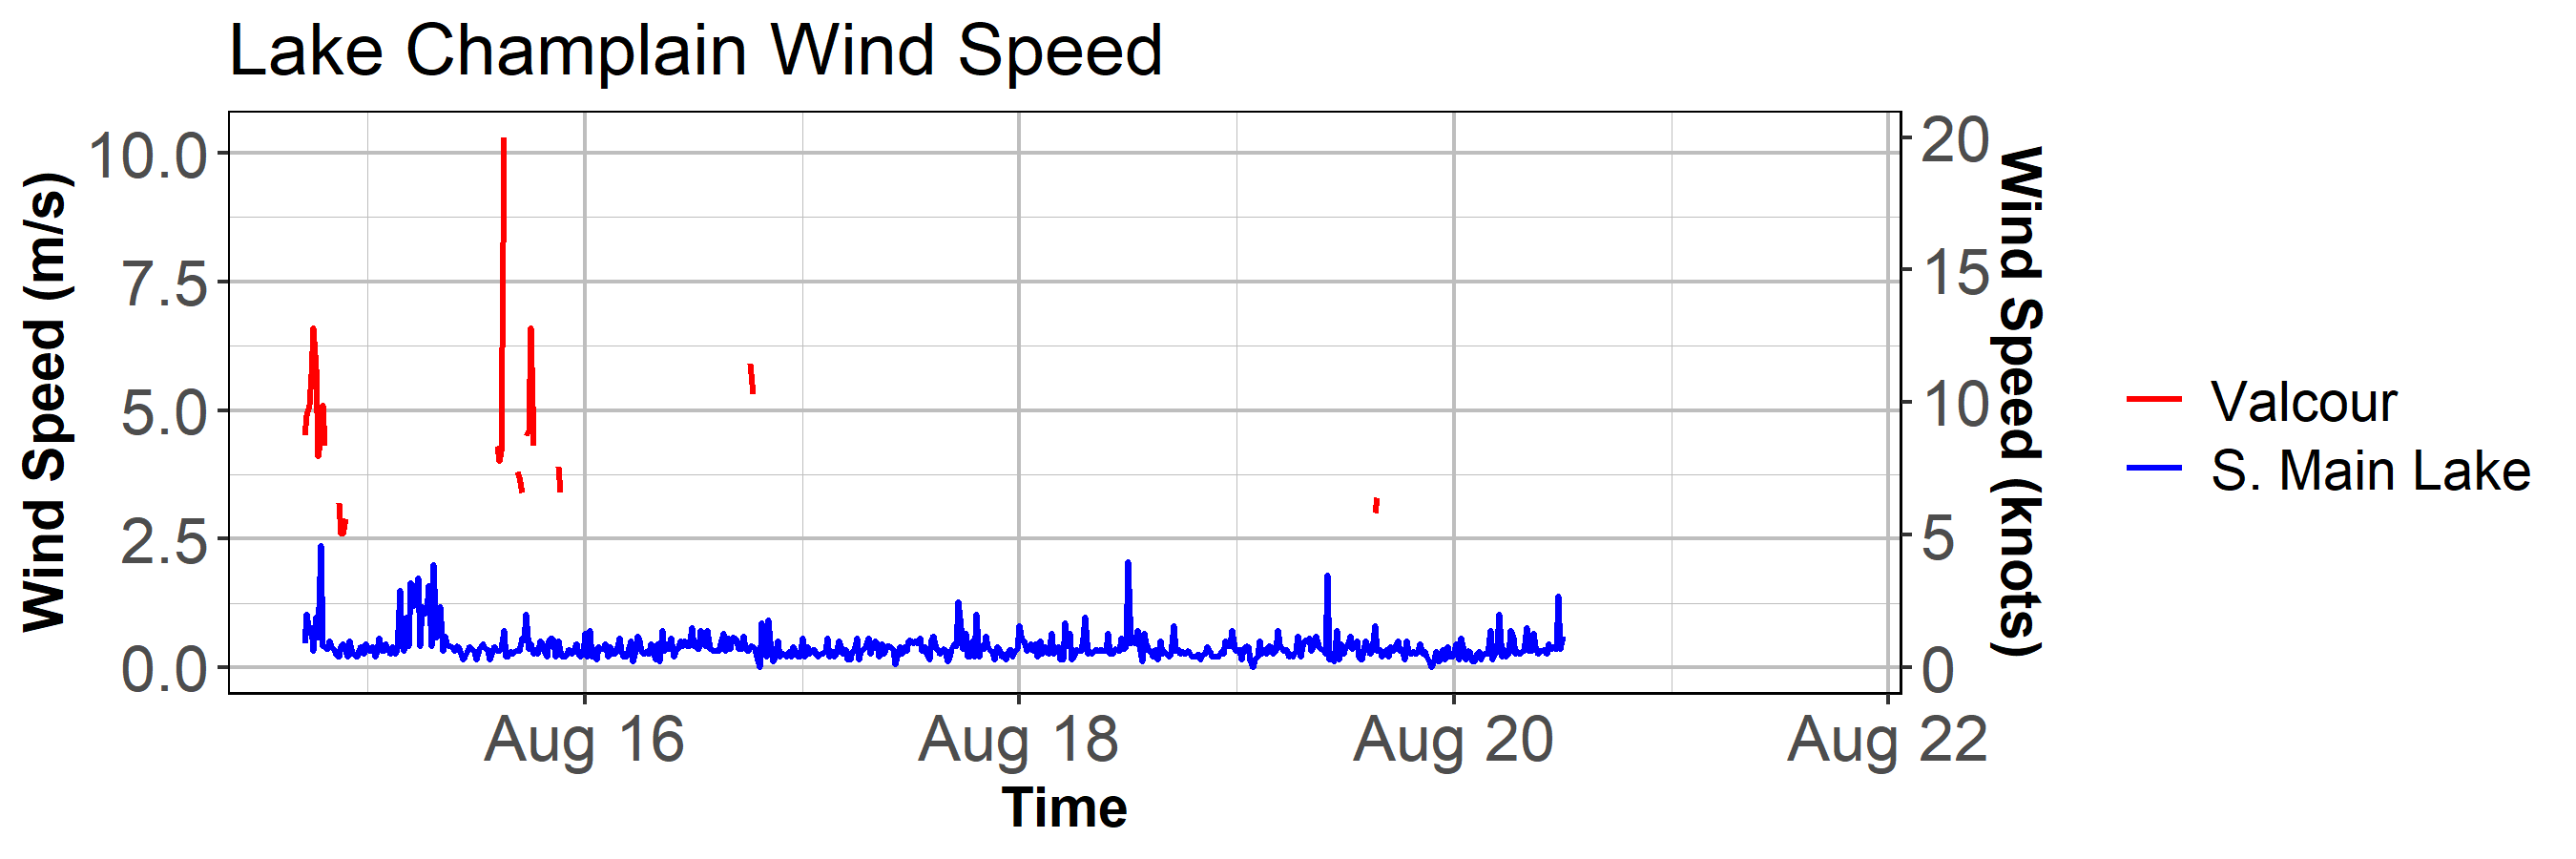 Lake Champlain Wind Speed
Wind Speed (m/s)
10.0
7.5
5.0
2.5
0.0
20
15
10
5
0
Wind Speed (knots)
Aug 16
Aug 18
Aug 20
Aug 22
Time
Valcour
S. Main Lake